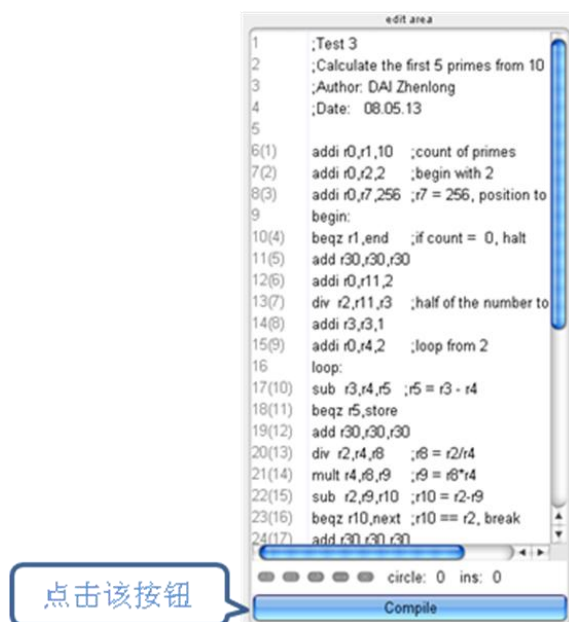 edit area
1 ;Test 3
2 ;Calculate the first 5 primes from 10
3 ;Author: DAI Zhenlong
4 ;Date: 08.05.13
5
6(1) addi r0,r1,10 ;count of primes
7(2) addi r0,r2,2 ;begin with 2
8(3) addi r0,r7,256 ;r7 = 256, position to
9 begin:
10(4) beqz r1,end ;if count = 0, halt
11(5) add r30,r30,r30
12(6) addi r0,r11,2
13(7) div r2,r11,r3 ;half of the number to
14(8) addi r3,r3,1
15(9) addi r0,r4,2 ;loop from 2
16 loop:
17(10) sub r3,r4,r5 ;r5 = r3 - r4
18(11) beqz r5,store
19(12) add r30,r30,r30
20(13) div r2,r4,r8 ;r8 = r2/r4
21(14) mult r4,r8,r9 ;r9 = r8*r4
22(15) sub r2,r9,r10 ;r10 = r2-r9
23(16) beqz r10,next ;r10 == r2, break
24(17) add r30,r30,r30
circle: 0 ins: 0
点击该按钮
Compile